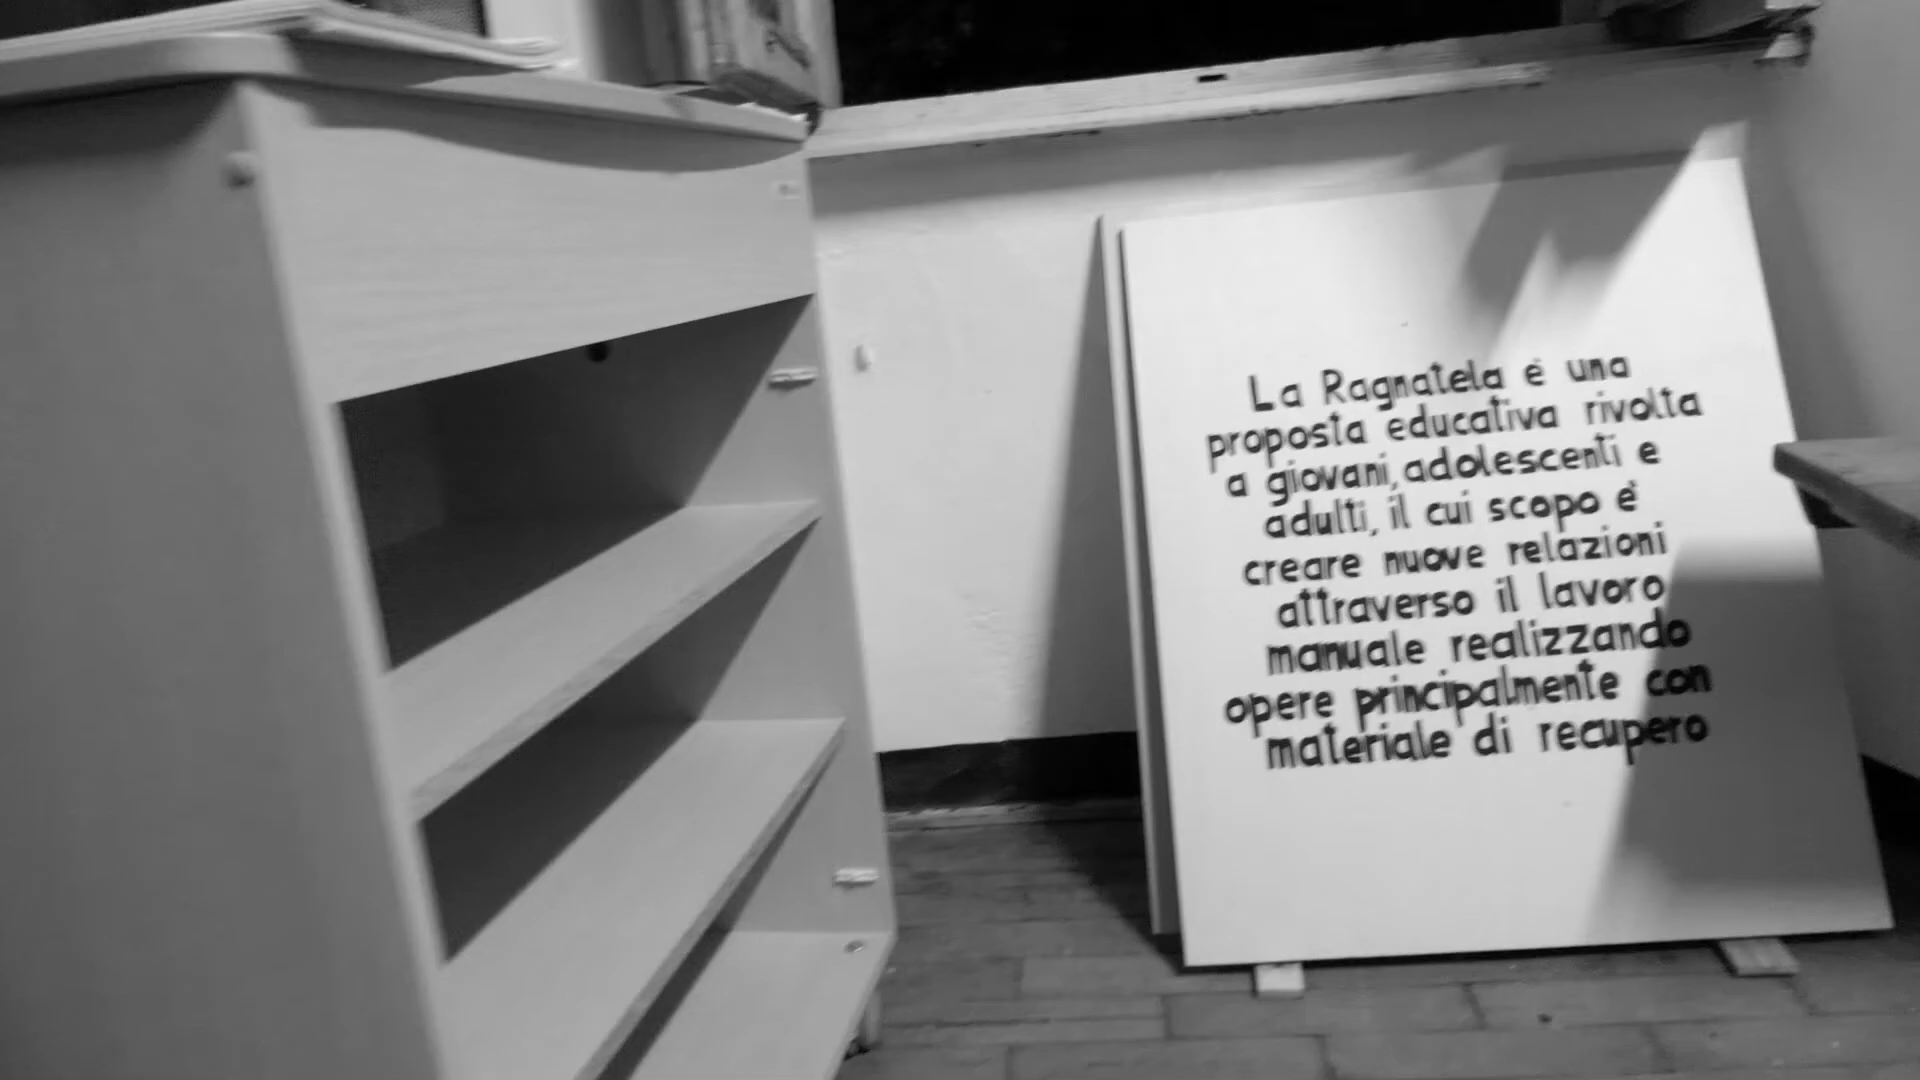 La Ragnatela è una
proposta educativa rivolta
a giovani, adolescenti e
adulti, il cui scopo è
creare nuove relazioni
attraverso il lavoro
manuale realizzando
opere principalmente con
materiale di recupero